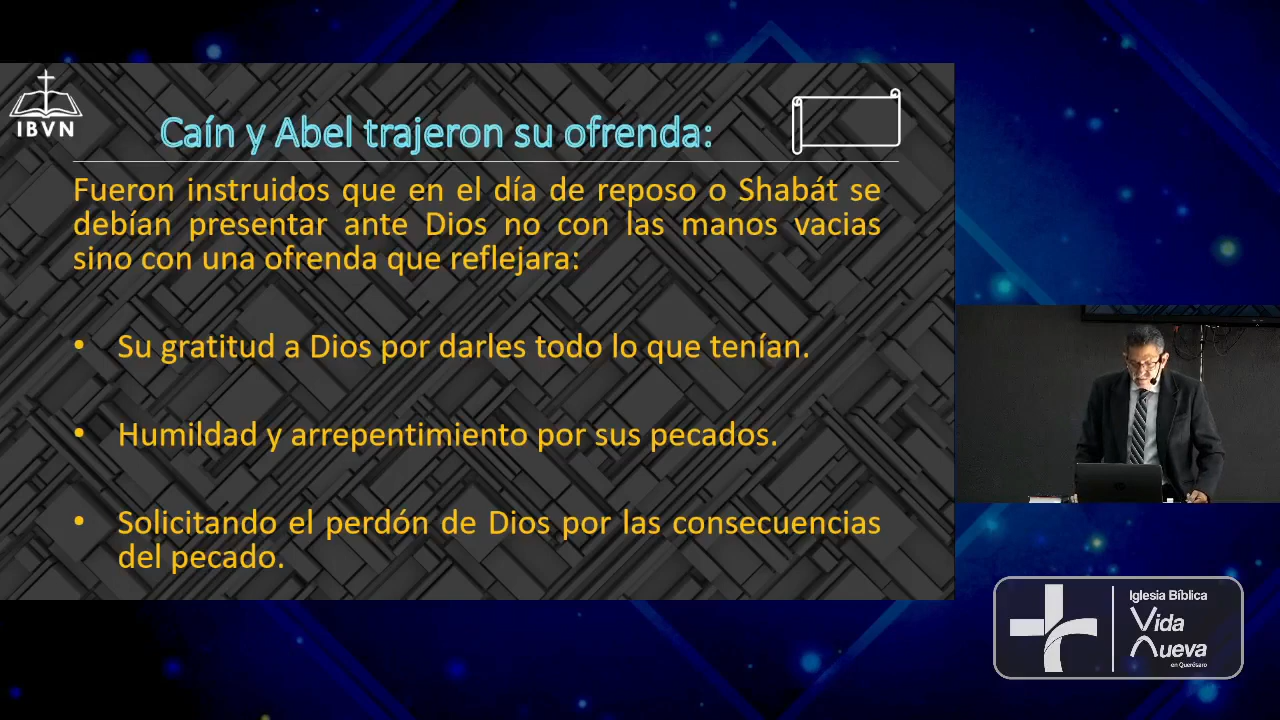 IBVN
Caín y Abel trajeron su ofrenda:
Fueron instruidos que en el día de reposo o Shabát se
debían presentar ante Dios no con las manos vacias
sino con una ofrenda que reflejara:
• Su gratitud a Dios por darles todo lo que tenían.
• Humildad y arrepentimiento por sus pecados.
• Solicitando el perdón de Dios por las consecuencias
del pecado.
Iglesia Bíblica
Vida
Nueva
en Querétaro